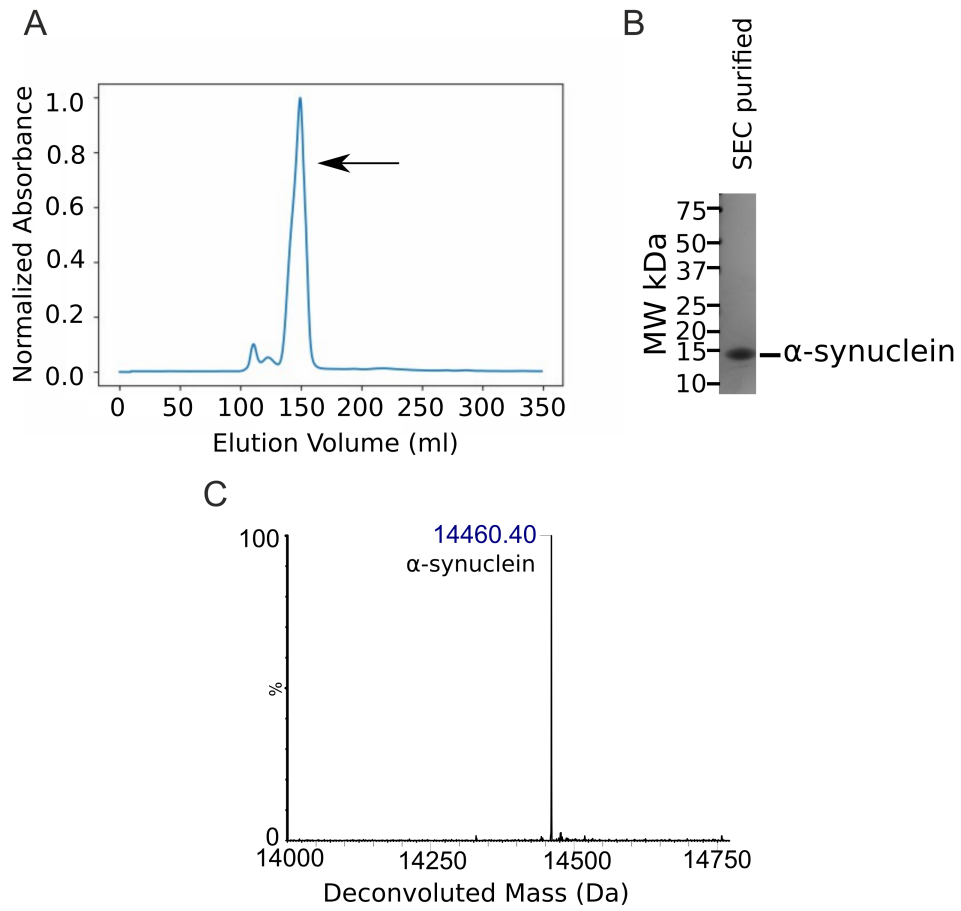 A
Normalized Absorbance
1.0
0.8
0.6
0.4
0.2
0.0
0 50 100 150 200 250 300 350
Elution Volume (ml)
B
SEC purified
MW kDa
75
50
37
25
20
15
10
α-synuclein
C
100
%
0
14460.40
α-synuclein
14000 14250 14500 14750
Deconvoluted Mass (Da)